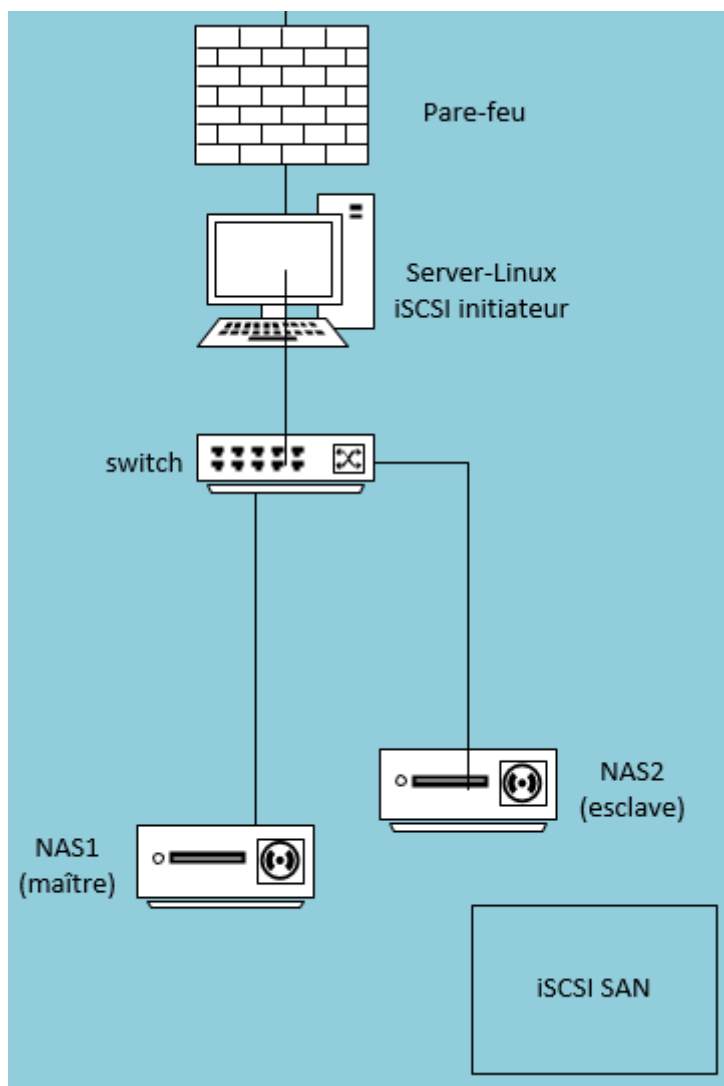 Pare-feu
Server-Linux
iSCSI initiateur
switch
NAS2
(esclave)
NAS1
(maître)
iSCSI SAN